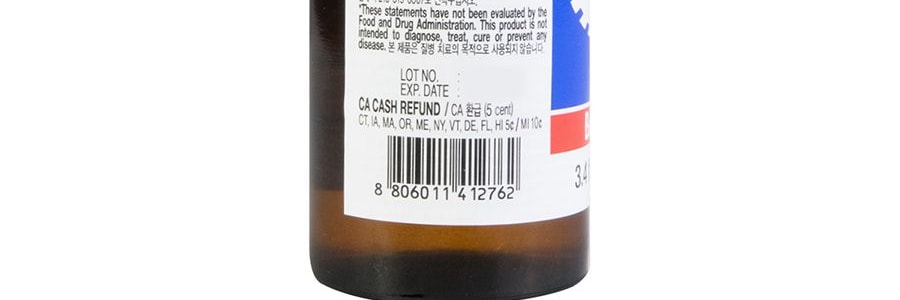 *These statements have not been evaluated by the
Food and Drug Administration. This product is not
intended to diagnose, treat, cure or prevent any
disease. 본 제품은 질병 치료의 목적으로 사용되지 않습니다.
LOT NO. :
EXP. DATE :
CA CASH REFUND / CA 환급 (5 cent)
CT, IA, MA, OR, ME, NY, VT, DE, FL, HI 5¢ / MI 10¢
8 806011 412762
3.4